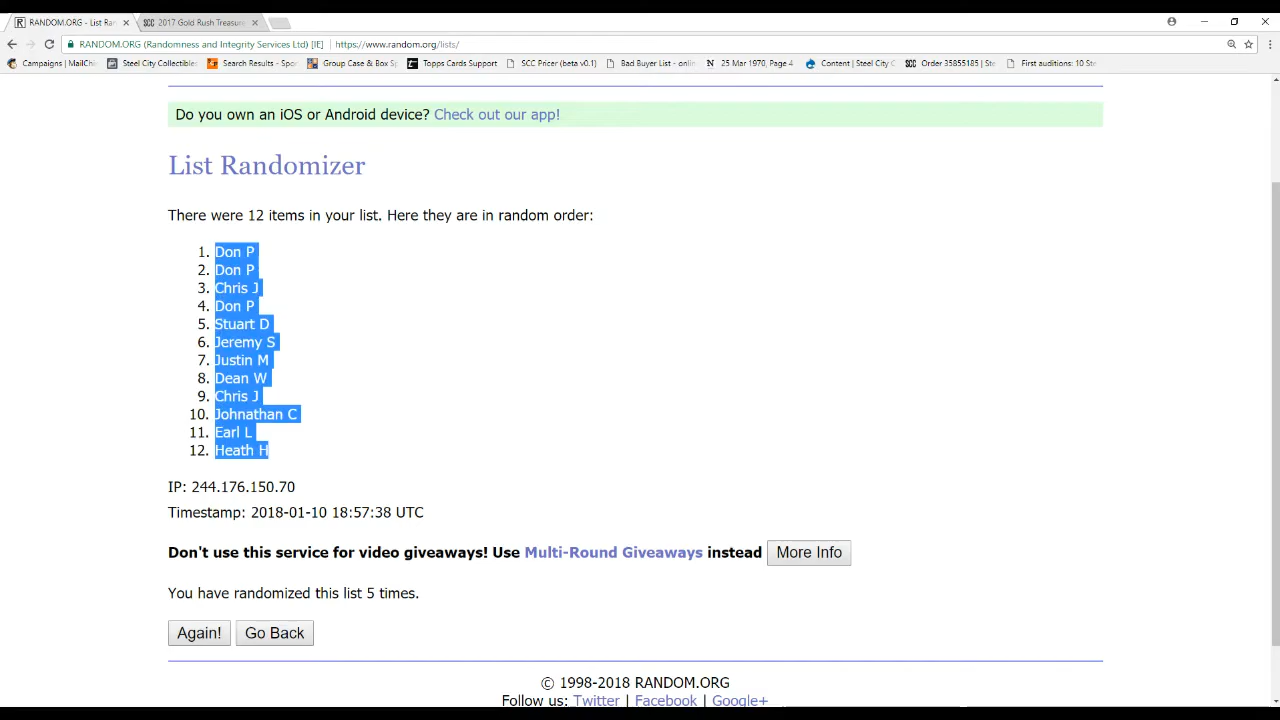 RANDOM.ORG - List Ran
SCC 2017 Gold Rush Treasure
RANDOM.ORG (Randomness and Integrity Services Ltd) [IE] | https://www.random.org/lists/
Campaigns | MailChi Steel City Collectibles Search Results - Spo Group Case & Box Sp Topps Cards Support SCC Pricer (beta v0.1) Bad Buyer List - onlin N 25 Mar 1970, Page 4 Content | Steel City C SCC Order 35855185 | Ste First auditions: 10 Ste
Do you own an iOS or Android device? Check out our app!
List Randomizer
There were 12 items in your list. Here they are in random order:
1. Don P
2. Don P
3. Chris J
4. Don P
5. Stuart D
6. Jeremy S
7. Justin M
8. Dean W
9. Chris J
10. Johnathan C
11. Earl L
12. Heath H
IP: 244.176.150.70
Timestamp: 2018-01-10 18:57:38 UTC
Don't use this service for video giveaways! Use Multi-Round Giveaways instead More Info
You have randomized this list 5 times.
Again! Go Back
© 1998-2018 RANDOM.ORG
Follow us: Twitter | Facebook | Google+